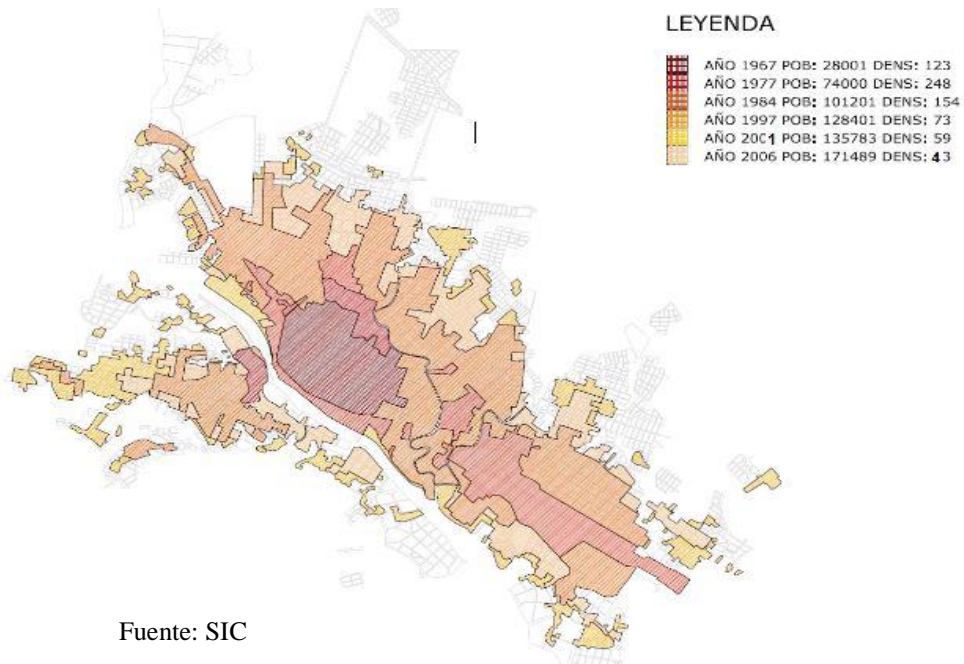 LEYENDA
AÑO 1967 POB: 28001 DENS: 123
AÑO 1977 POB: 74000 DENS: 248
AÑO 1984 POB: 101201 DENS: 154
AÑO 1997 POB: 128401 DENS: 73
AÑO 2001 POB: 135783 DENS: 59
AÑO 2006 POB: 171489 DENS: 43
Fuente: SIC